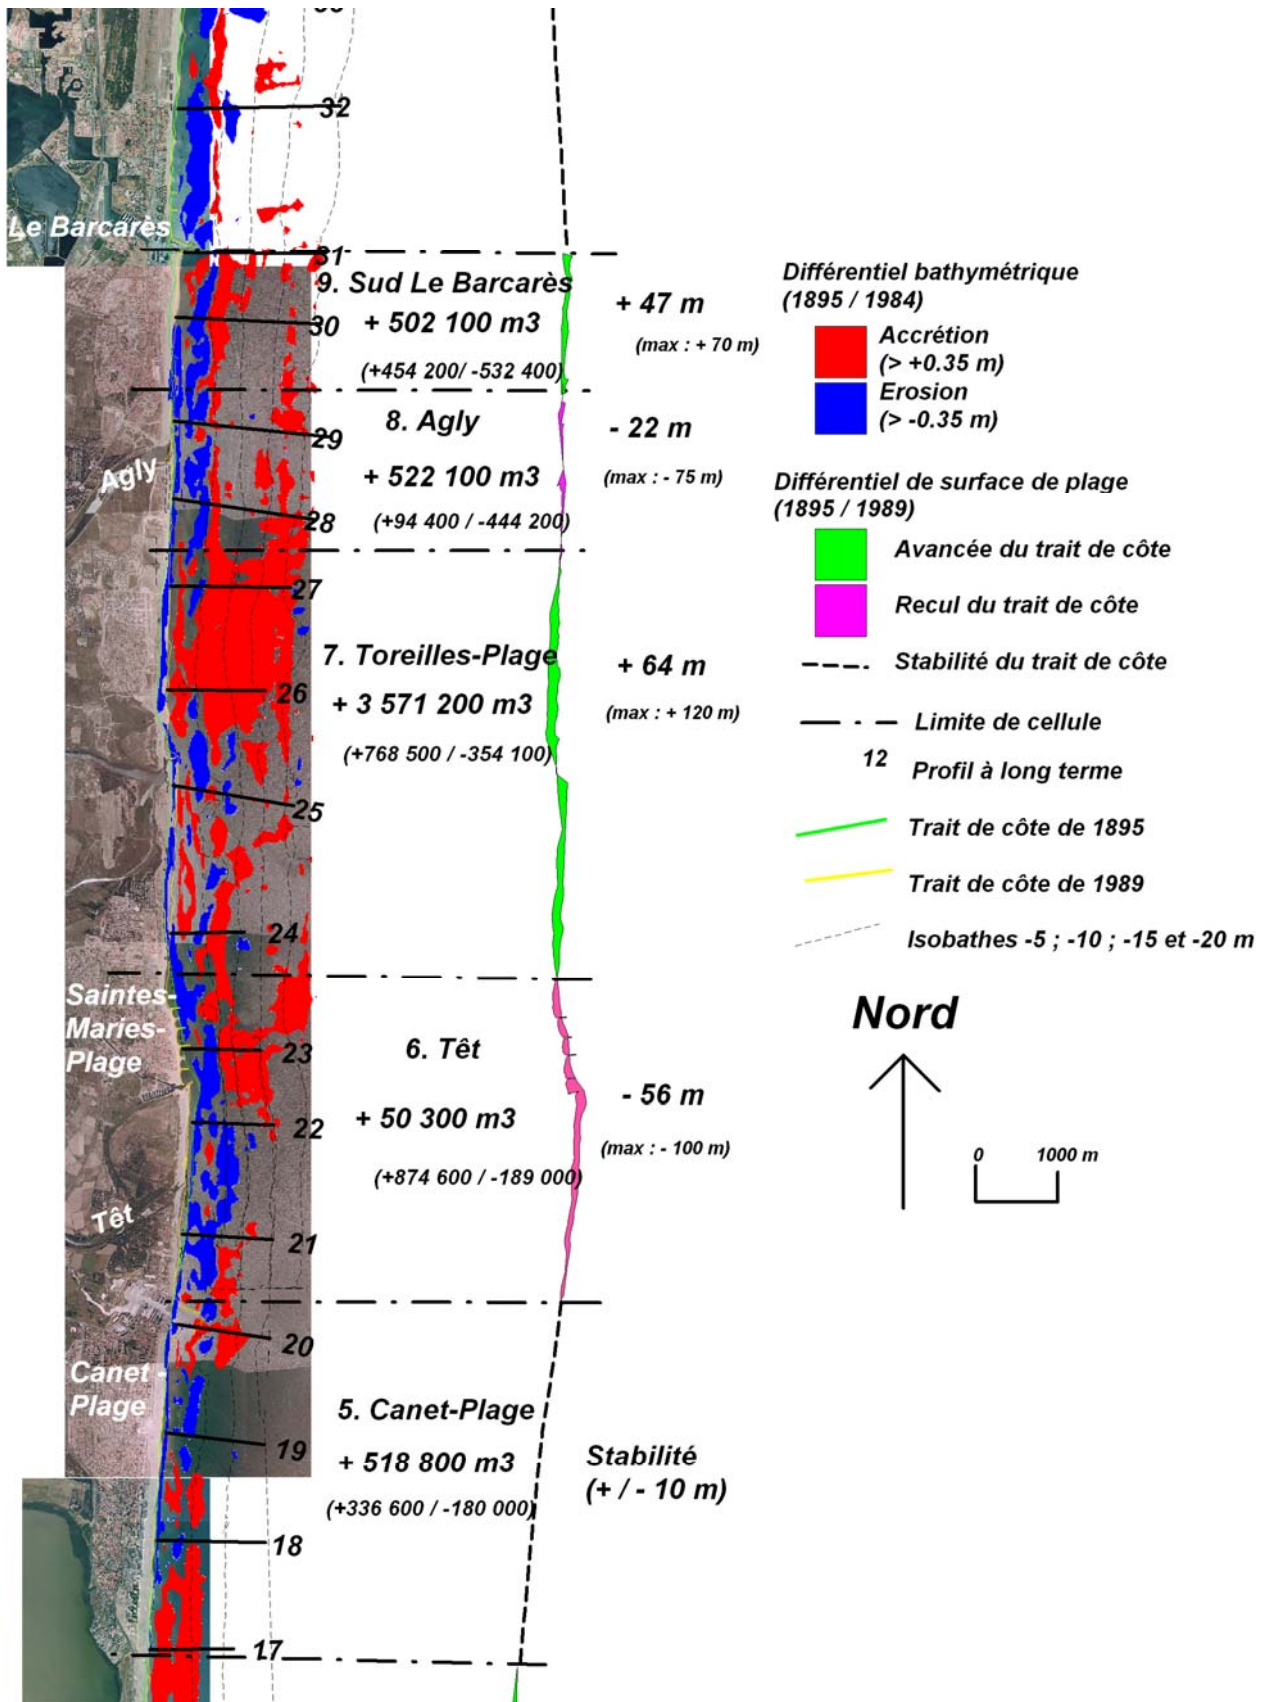 32
Le Barcarès
31
9. Sud Le Barcarès
30
+ 502 100 m3
(+454 200/ -532 400)
+ 47 m
(max : + 70 m)
8. Agly
29
Agly
+ 522 100 m3
28
(+94 400 / -444 200)
- 22 m
(max : - 75 m)
27
7. Toreilles-Plage
26
+ 3 571 200 m3
(+768 500 / -354 100)
+ 64 m
(max : + 120 m)
25
24
Saintes-
Maries-
Plage
23
6. Têt
22
+ 50 300 m3
(+874 600 / -189 000)
- 56 m
(max : - 100 m)
Têt
21
20
Canet -
Plage
5. Canet-Plage
19
+ 518 800 m3
(+336 600 / -180 000)
Stabilité
(+ / - 10 m)
18
17
Différentiel bathymétrique
(1895 / 1984)
Accrétion
(> +0.35 m)
Erosion
(> -0.35 m)
Différentiel de surface de plage
(1895 / 1989)
Avancée du trait de côte
Recul du trait de côte
Stabilité du trait de côte
Limite de cellule
12 Profil à long terme
Trait de côte de 1895
Trait de côte de 1989
Isobathes -5 ; -10 ; -15 et -20 m
Nord
0 1000 m